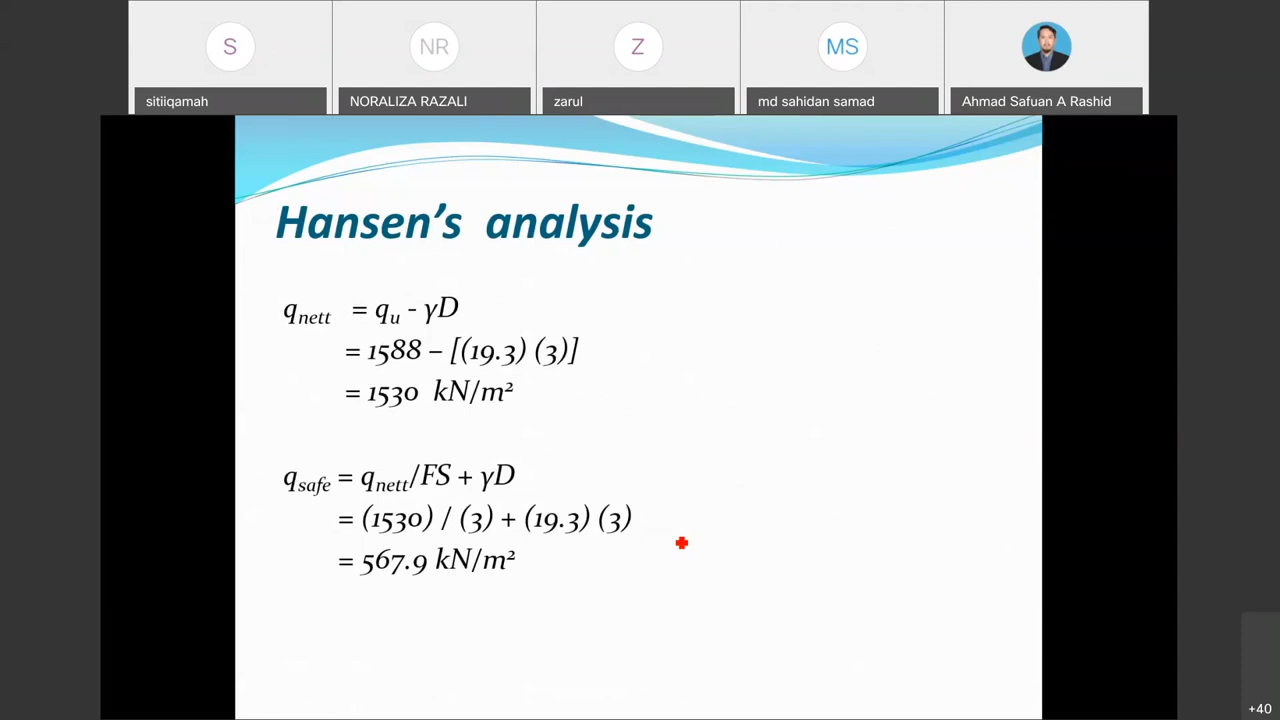 S
NR
Z
MS
sitiiqamah
NORALIZA RAZALI
zarul
md sahidan samad
Ahmad Safuan A Rashid
Hansen's analysis
qnett = qu - γD
= 1588 – [(19.3) (3)]
= 1530 kN/m²
qsafe = qnett/FS + γD
= (1530) / (3) + (19.3) (3)
= 567.9 kN/m²
+40